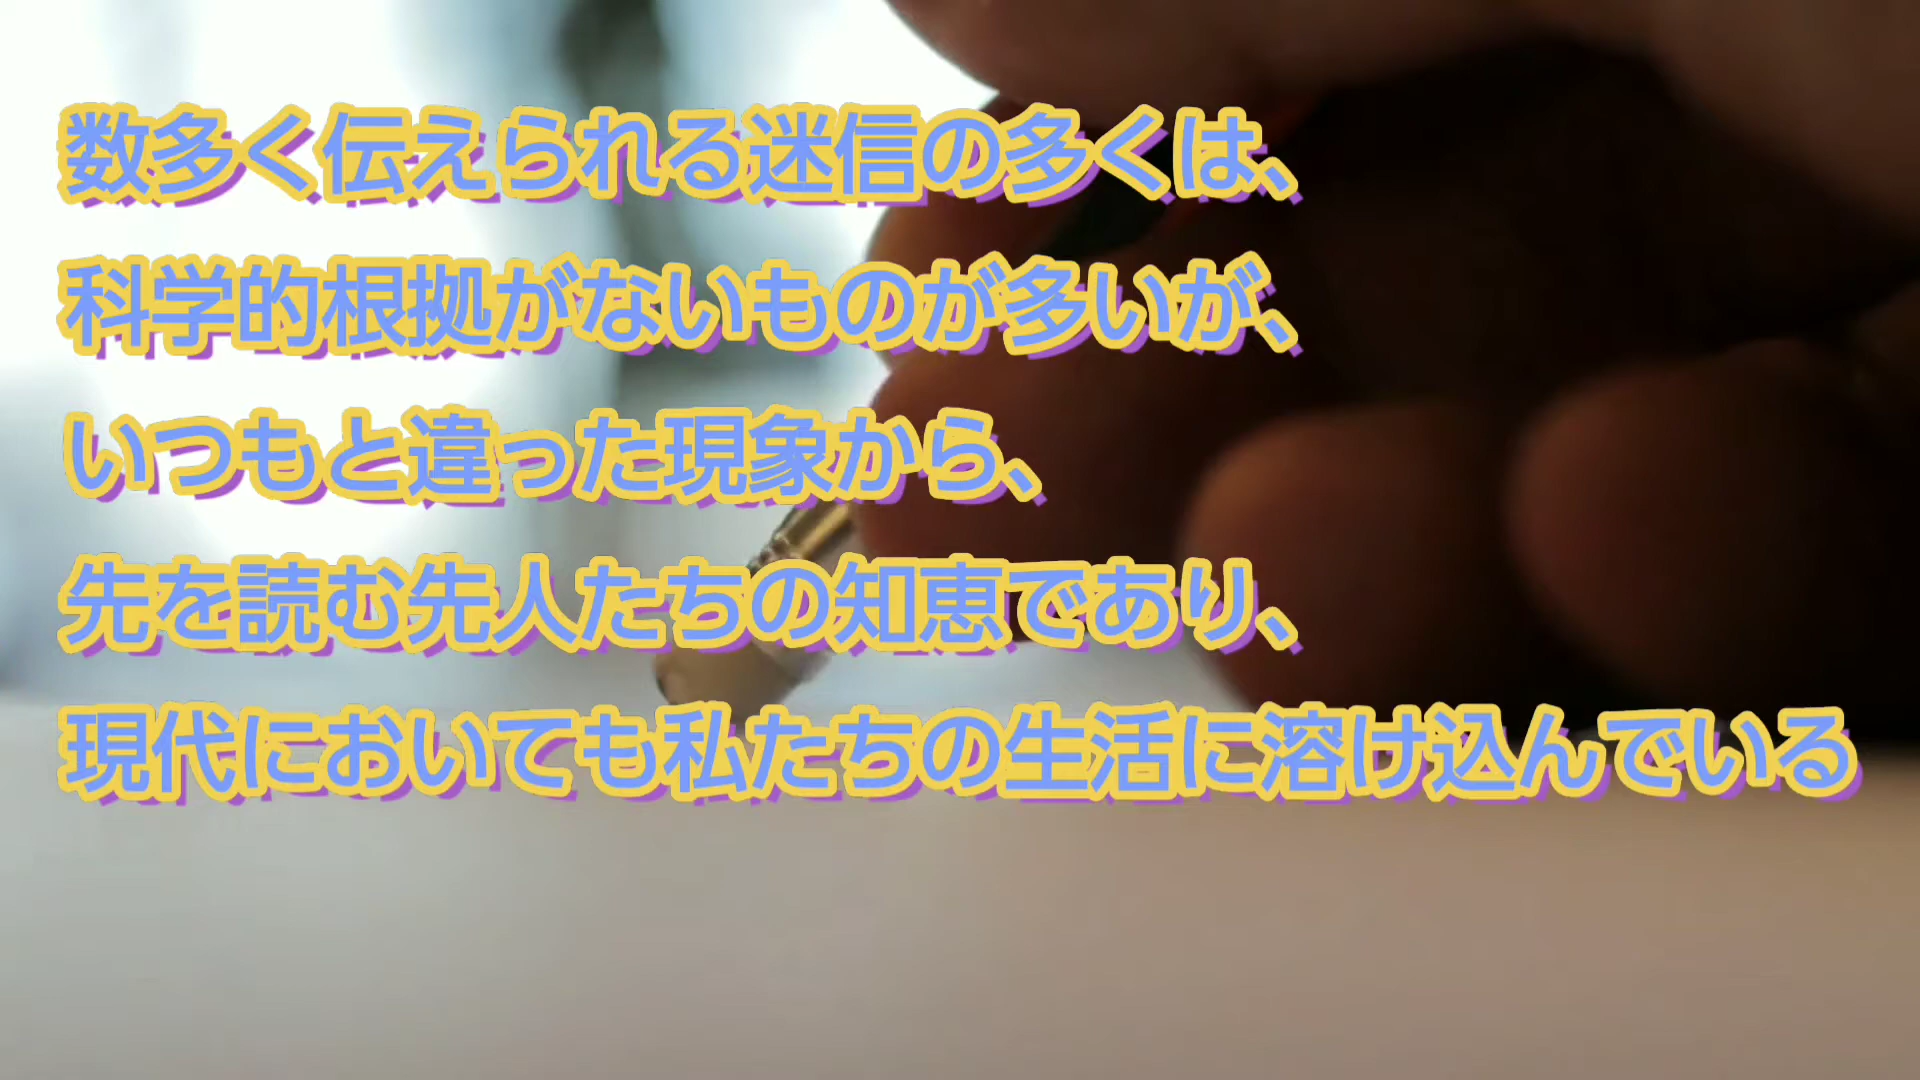 数多く伝えられる迷信の多くは、
科学的根拠がないものが多いが、
いつもと違った現象から、
先を読む先人たちの知恵であり、
現代においても私たちの生活に溶け込んでいる